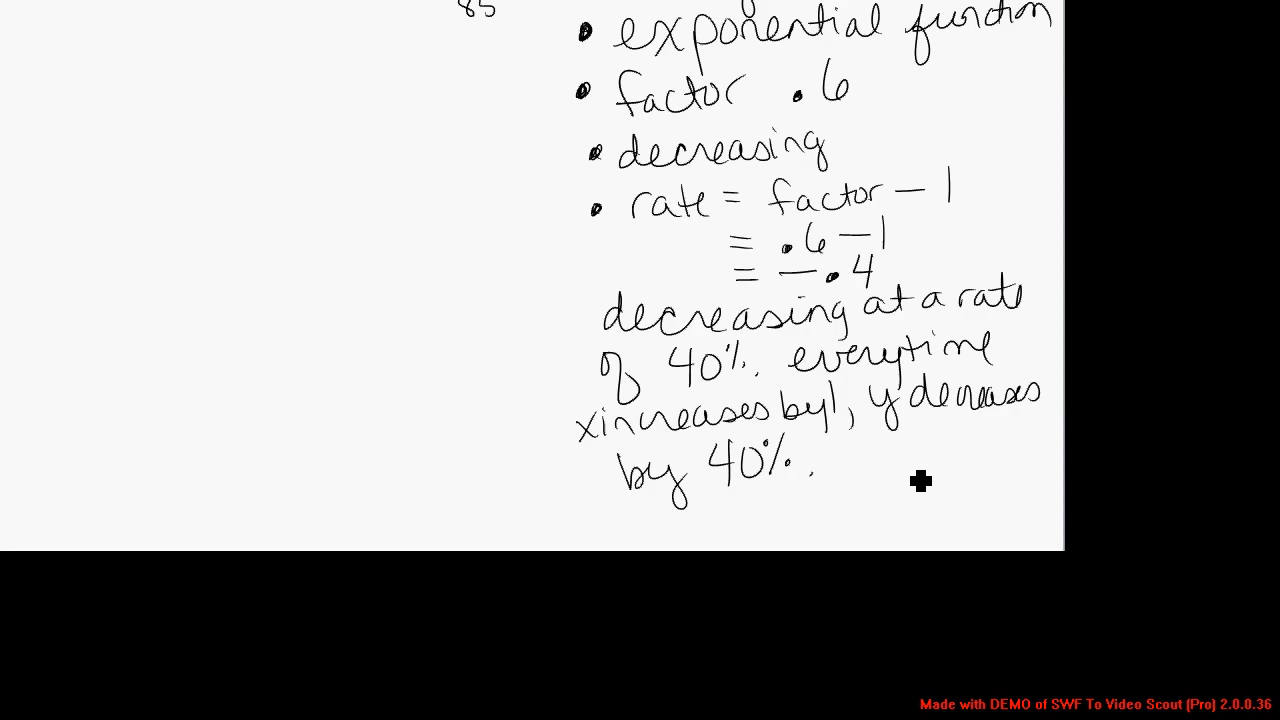 85
• exponential function
• factor .6
• decreasing
• rate = factor - 1
= .6 - 1
= - .4
decreasing at a rate
of 40%. everytime
x increases by 1, y decreases
by 40%.
Made with DEMO of SWF To Video Scout (Pro) 2.0.0.36